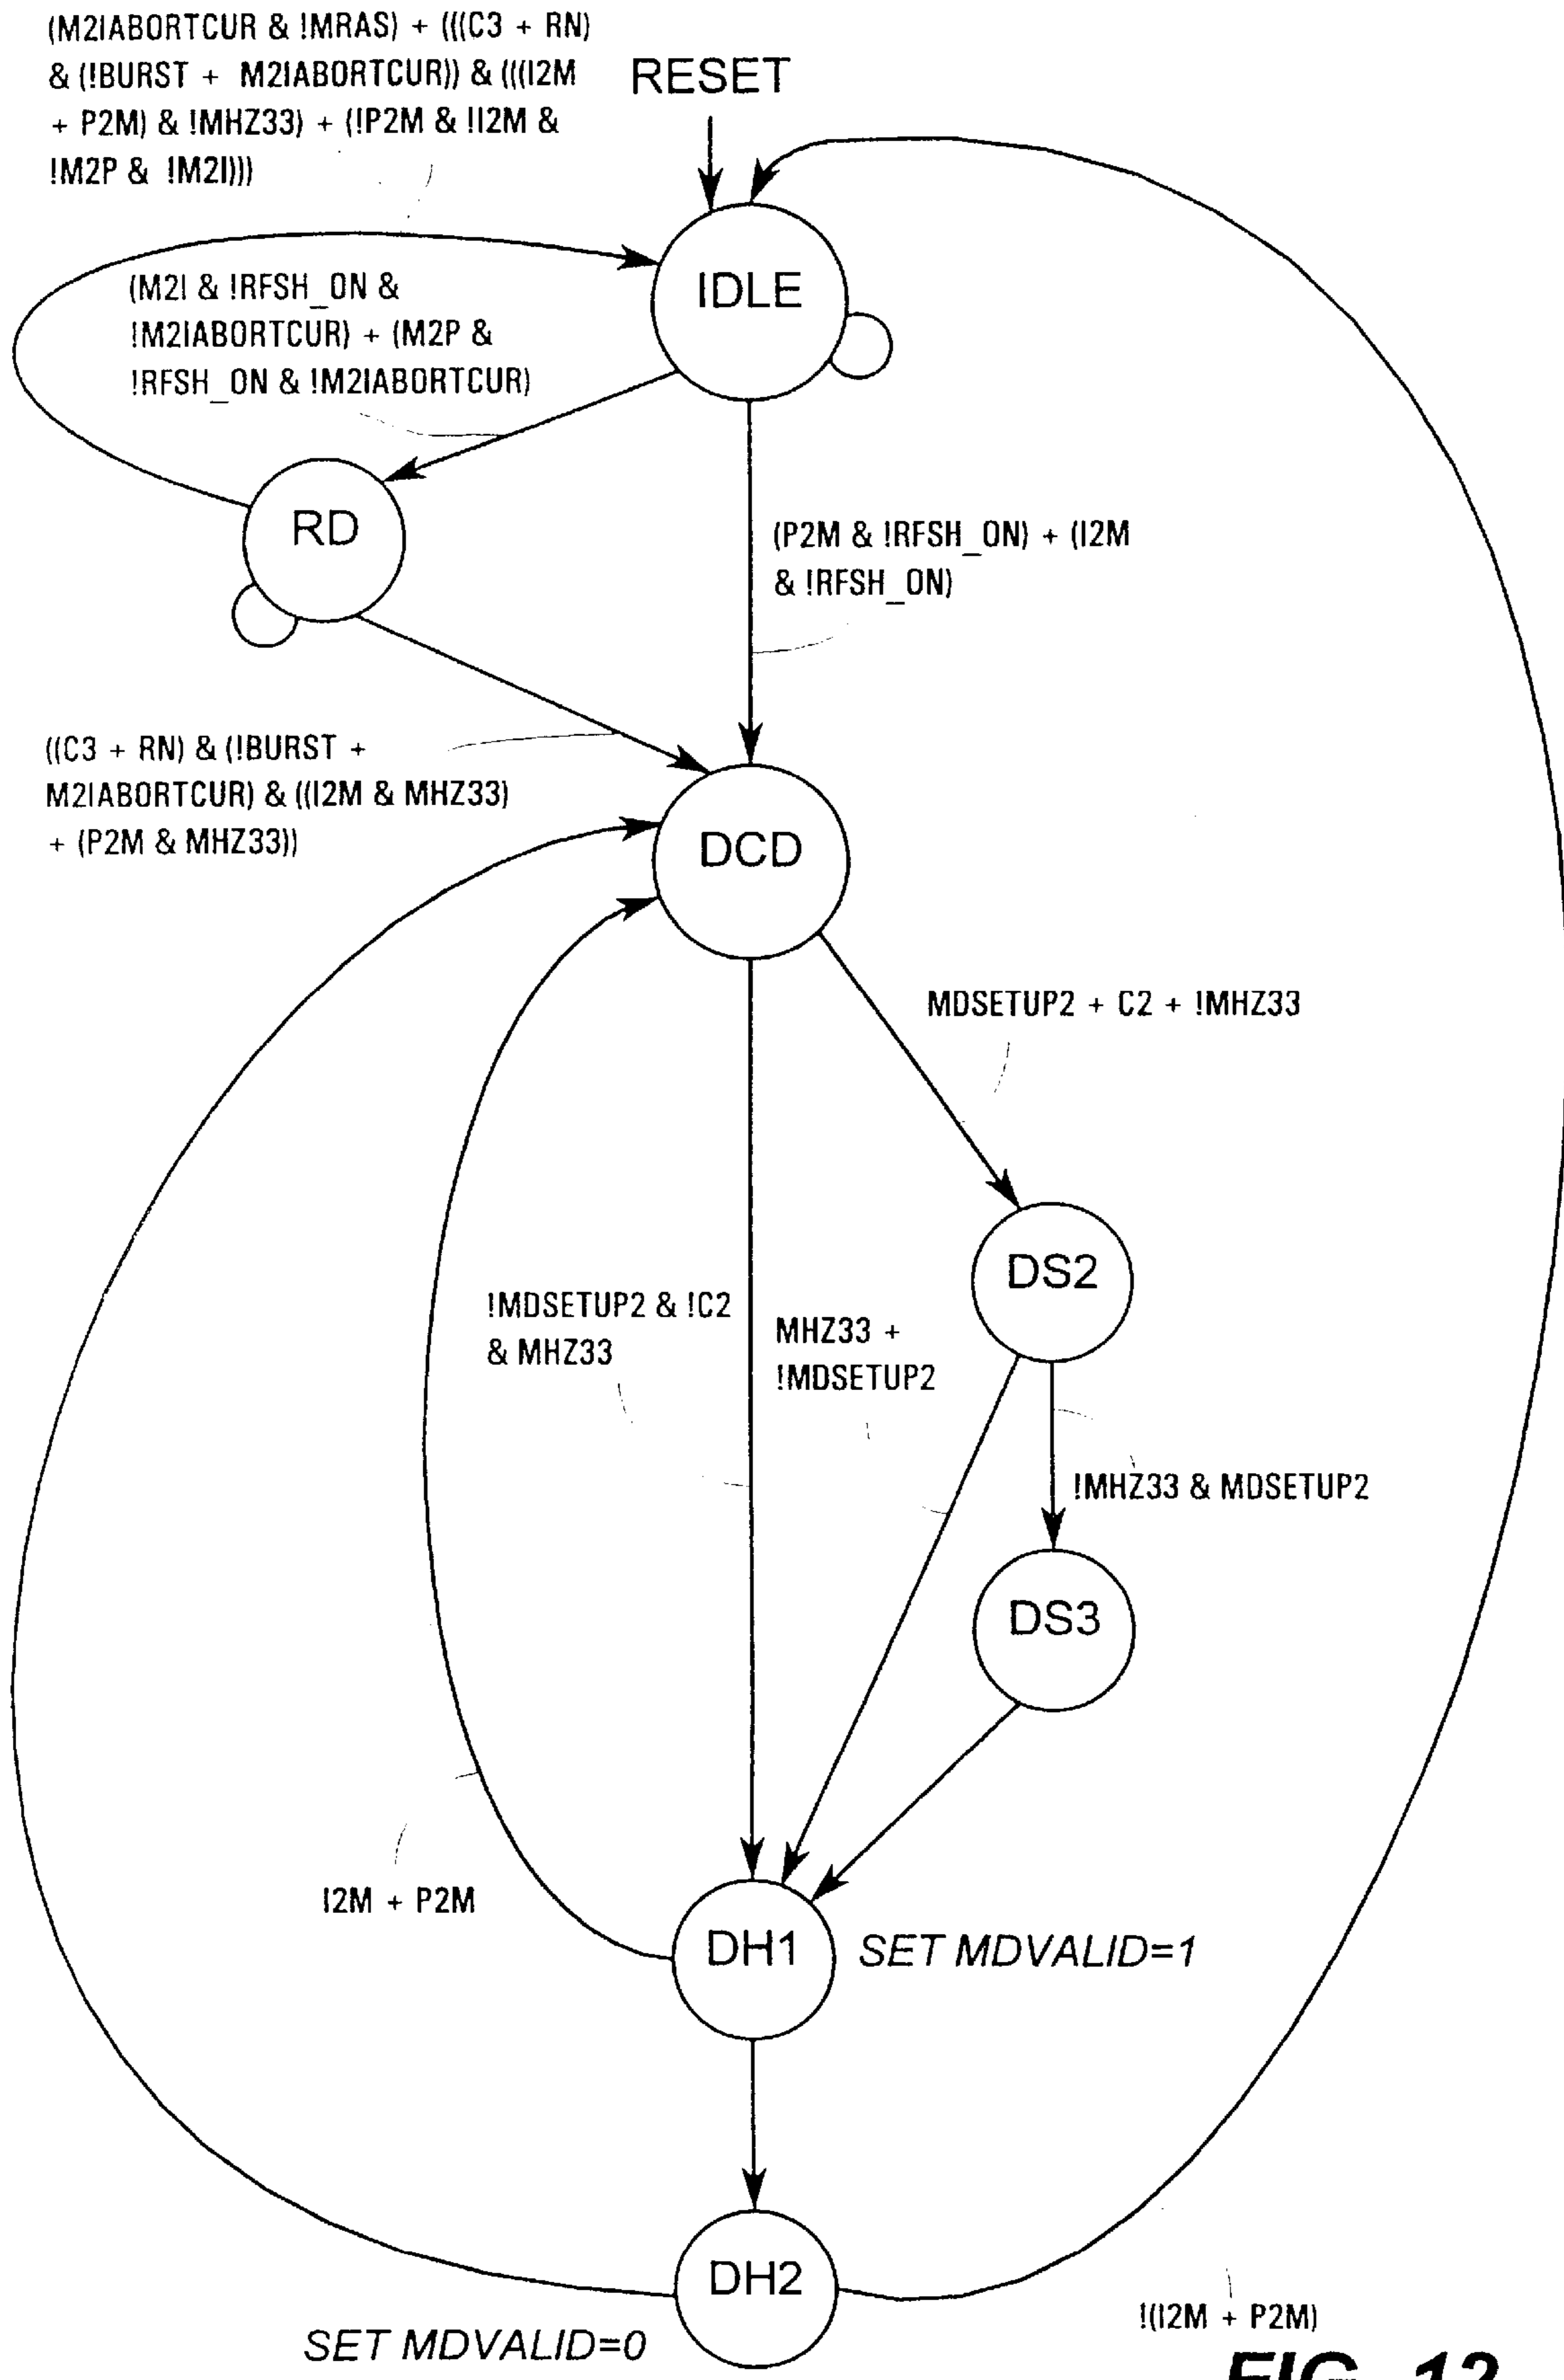 (M2IABORTCUR & !MRAS) + (((C3 + RN)
& (!BURST + M2IABORTCUR)) & (((I2M
+ P2M) & !MHZ33) + (!P2M & !I2M &
!M2P & !M2I)))
RESET
IDLE
(M2I & !RFSH_ON &
!M2IABORTCUR) + (M2P &
!RFSH_ON & !M2IABORTCUR)
RD
(P2M & !RFSH_ON) + (I2M
& !RFSH_ON)
((C3 + RN) & (!BURST +
M2IABORTCUR) & ((I2M & MHZ33)
+ (P2M & MHZ33))
DCD
MDSETUP2 + C2 + !MHZ33
DS2
!MDSETUP2 & !C2
& MHZ33
MHZ33 +
!MDSETUP2
!MHZ33 & MDSETUP2
DS3
I2M + P2M
DH1
SET MDVALID=1
DH2
SET MDVALID=0
!(I2M + P2M)
FIG. 12